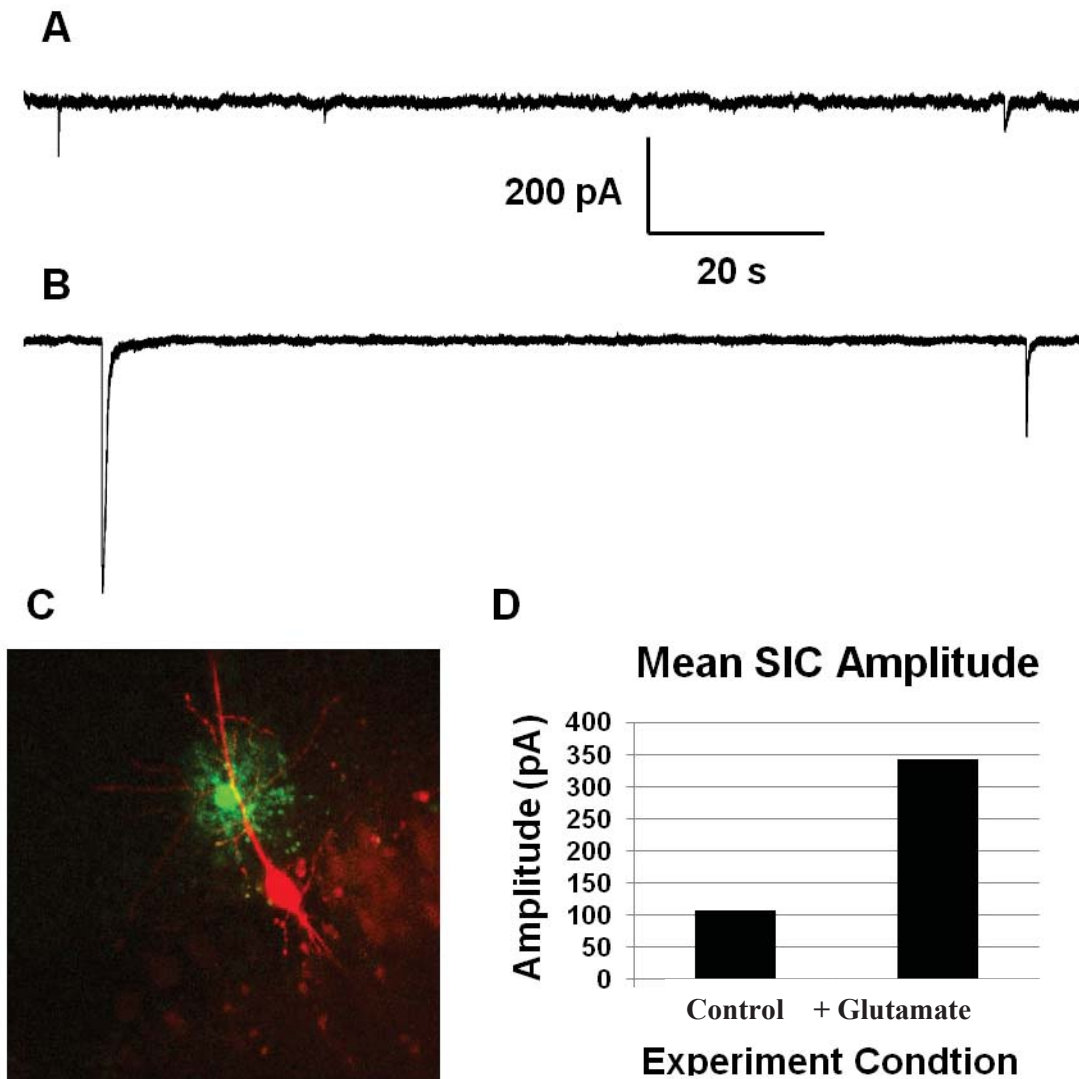 A
200 pA
20 s
B
C
D
Mean SIC Amplitude
Amplitude (pA)
400
350
300
250
200
150
100
50
0
Control + Glutamate
Experiment Condtion